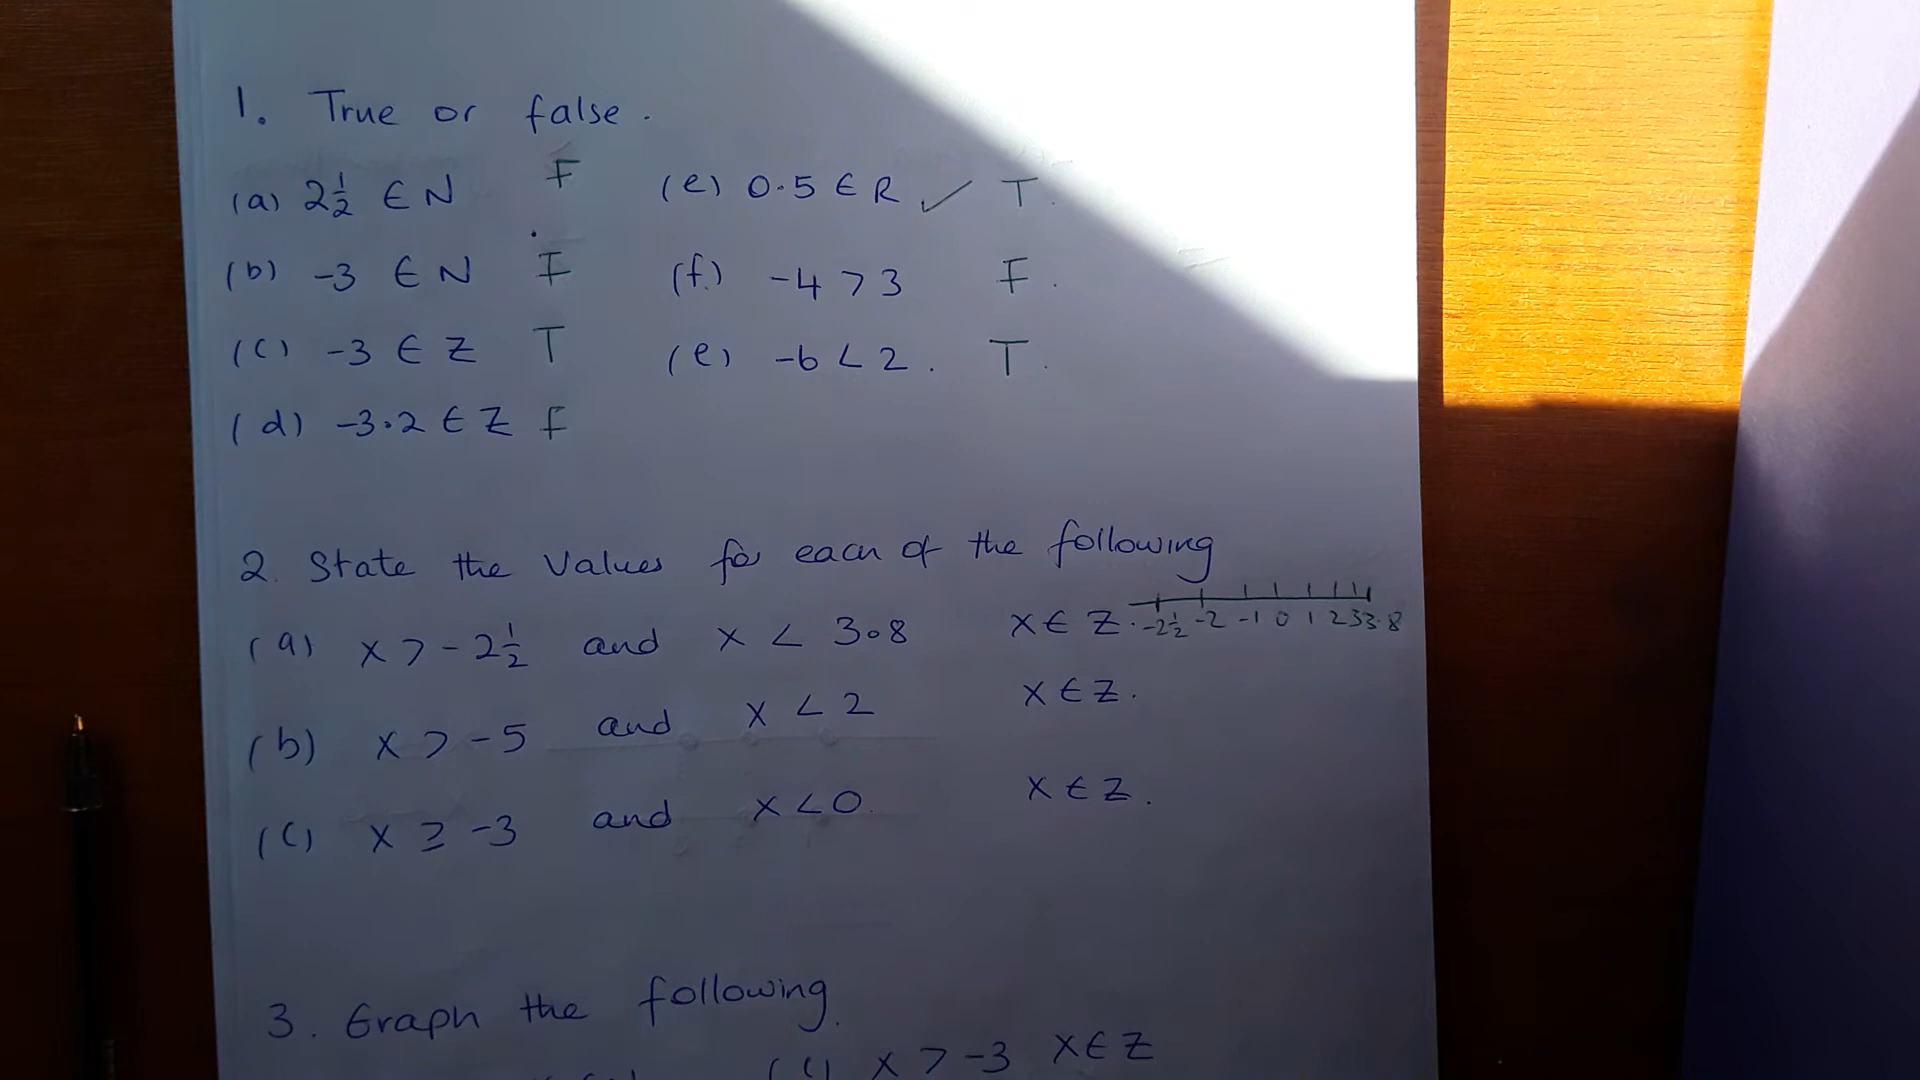 1. True or false.
(a) 2½ ∈ N F (e) 0.5 ∈ R ✓ T.
(b) -3 ∈ N F (f) -4 > 3 F.
(c) -3 ∈ Z T (e) -6 < 2. T.
(d) -3.2 ∈ Z F
2. State the Values for each of the following
(a) x > -2½ and x < 3.8 x ∈ Z.
-2½ -2 -1 0 1 2 3 3.8
(b) x > -5 and x < 2 x ∈ Z.
(c) x ≥ -3 and x < 0. x ∈ Z.
3. Graph the following.
x > -3 x ∈ Z